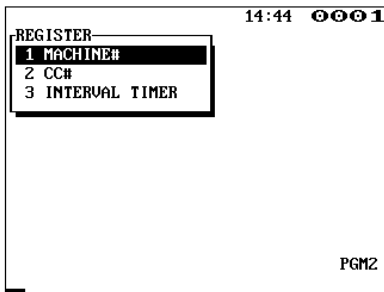 14:44 0001
REGISTER
1 MACHINE#
2 CC#
3 INTERVAL TIMER
PGM2